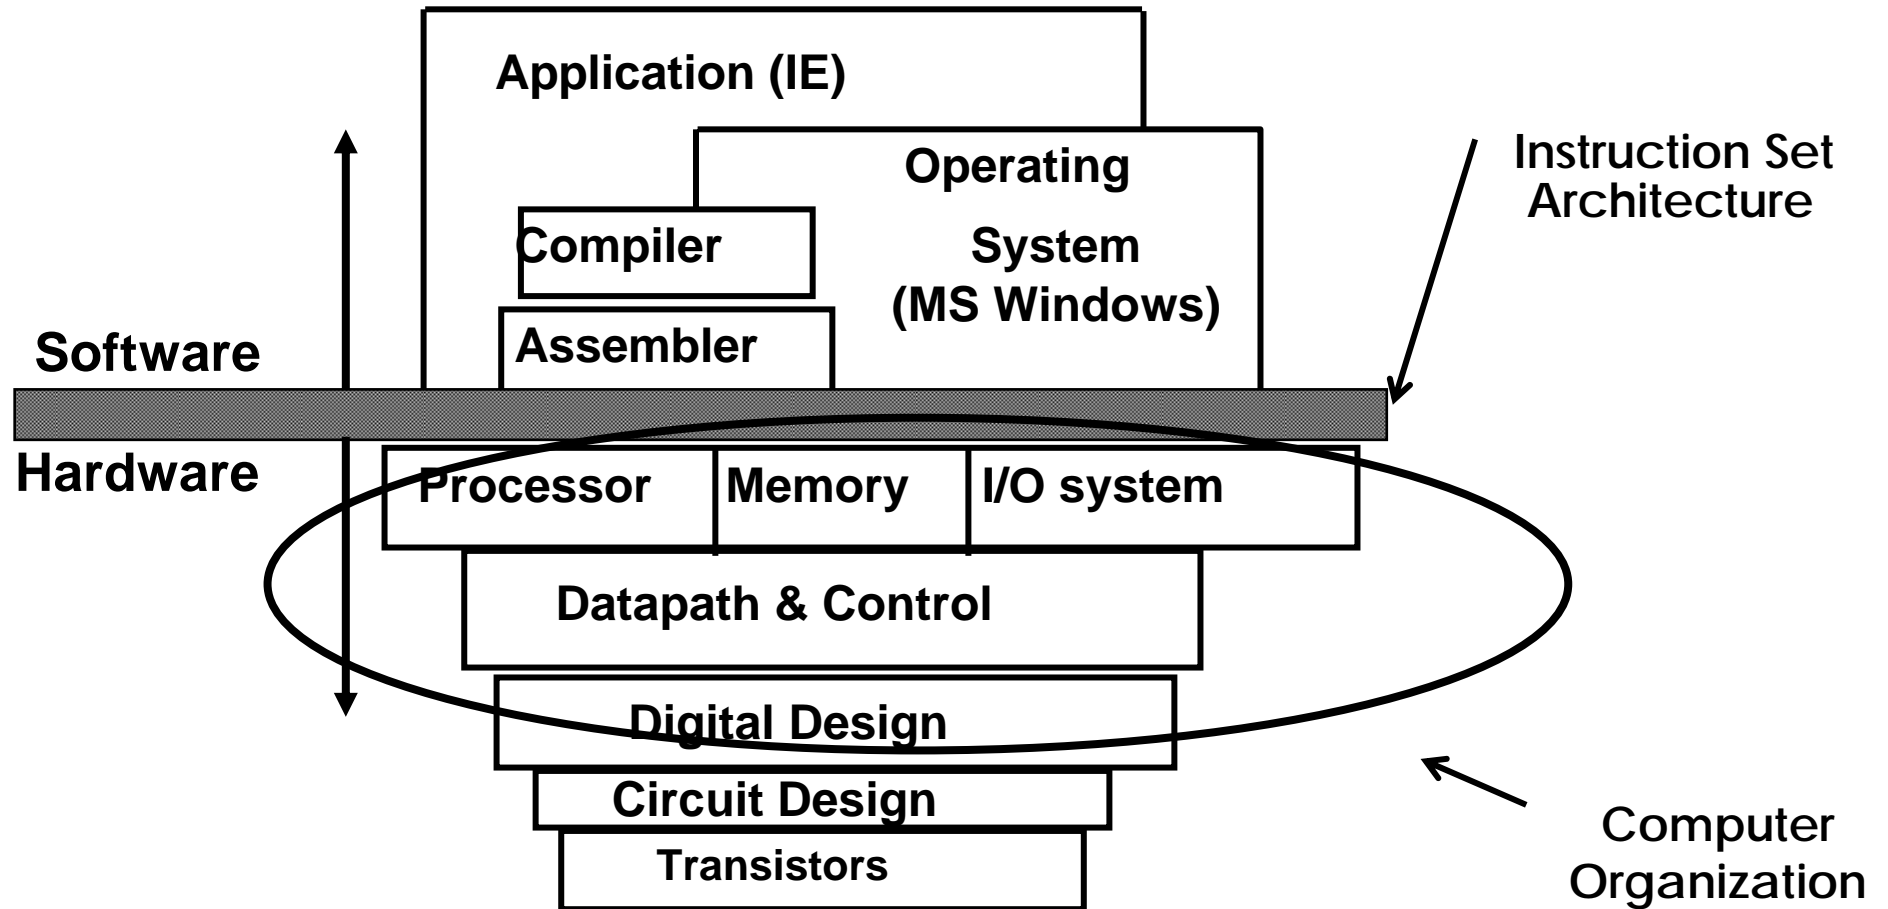 Application (IE)
Operating
Instruction Set
Architecture
Compiler
System
(MS Windows)
Assembler
Software
Hardware
Processor
Memory
I/O system
Datapath & Control
Digital Design
Circuit Design
Transistors
Computer
Organization